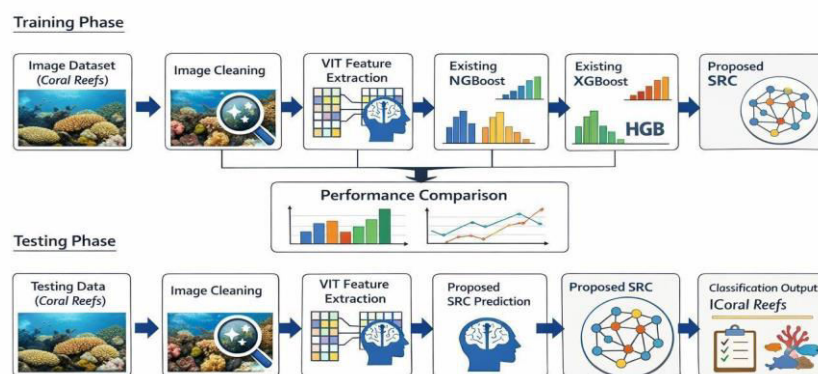 Training Phase
Image Dataset
(Coral Reefs)
Image Cleaning
VIT Feature
Extraction
Existing
NGBoost
Existing
XGBoost
HGB
Proposed
SRC
Performance Comparison
Testing Phase
Testing Data
(Coral Reefs)
Image Cleaning
VIT Feature
Extraction
Proposed
SRC Prediction
Proposed SRC
Classification Output
ICoral Reefs